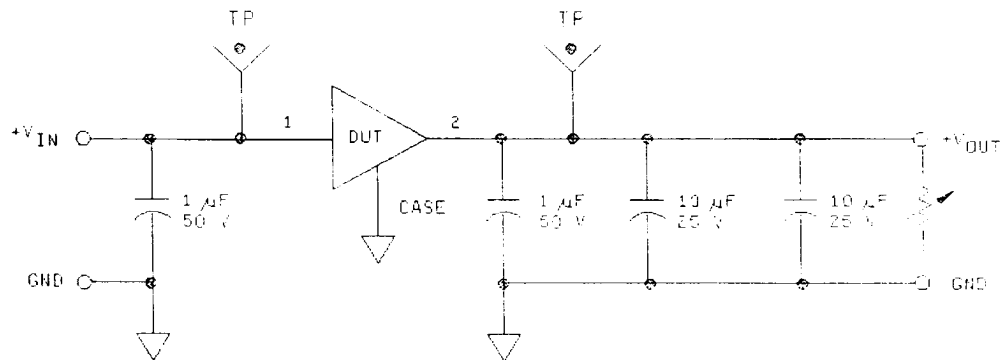 TP
TP
+VIN
1
DUT
2
+VOUT
1 µF
50 V
CASE
1 µF
50 V
10 µF
25 V
10 µF
25 V
GND
GND